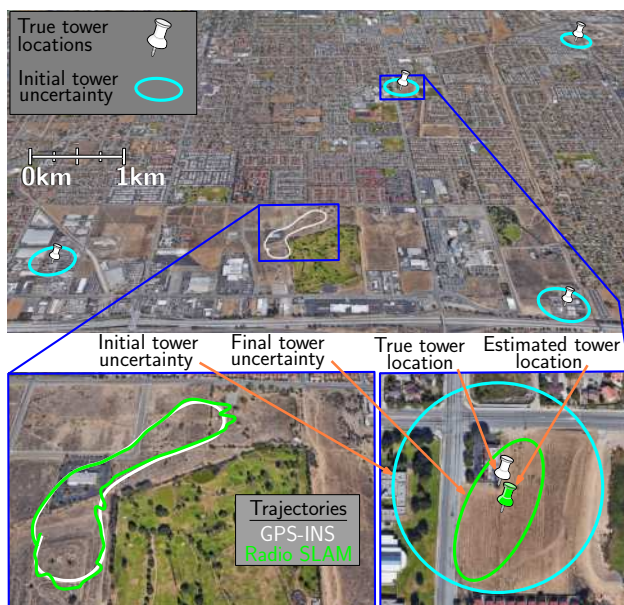 True tower
locations
Initial tower
uncertainty
0km 1km
Initial tower
uncertainty
Final tower
uncertainty
True tower
location
Estimated tower
location
Trajectories
GPS-INS
Radio SLAM